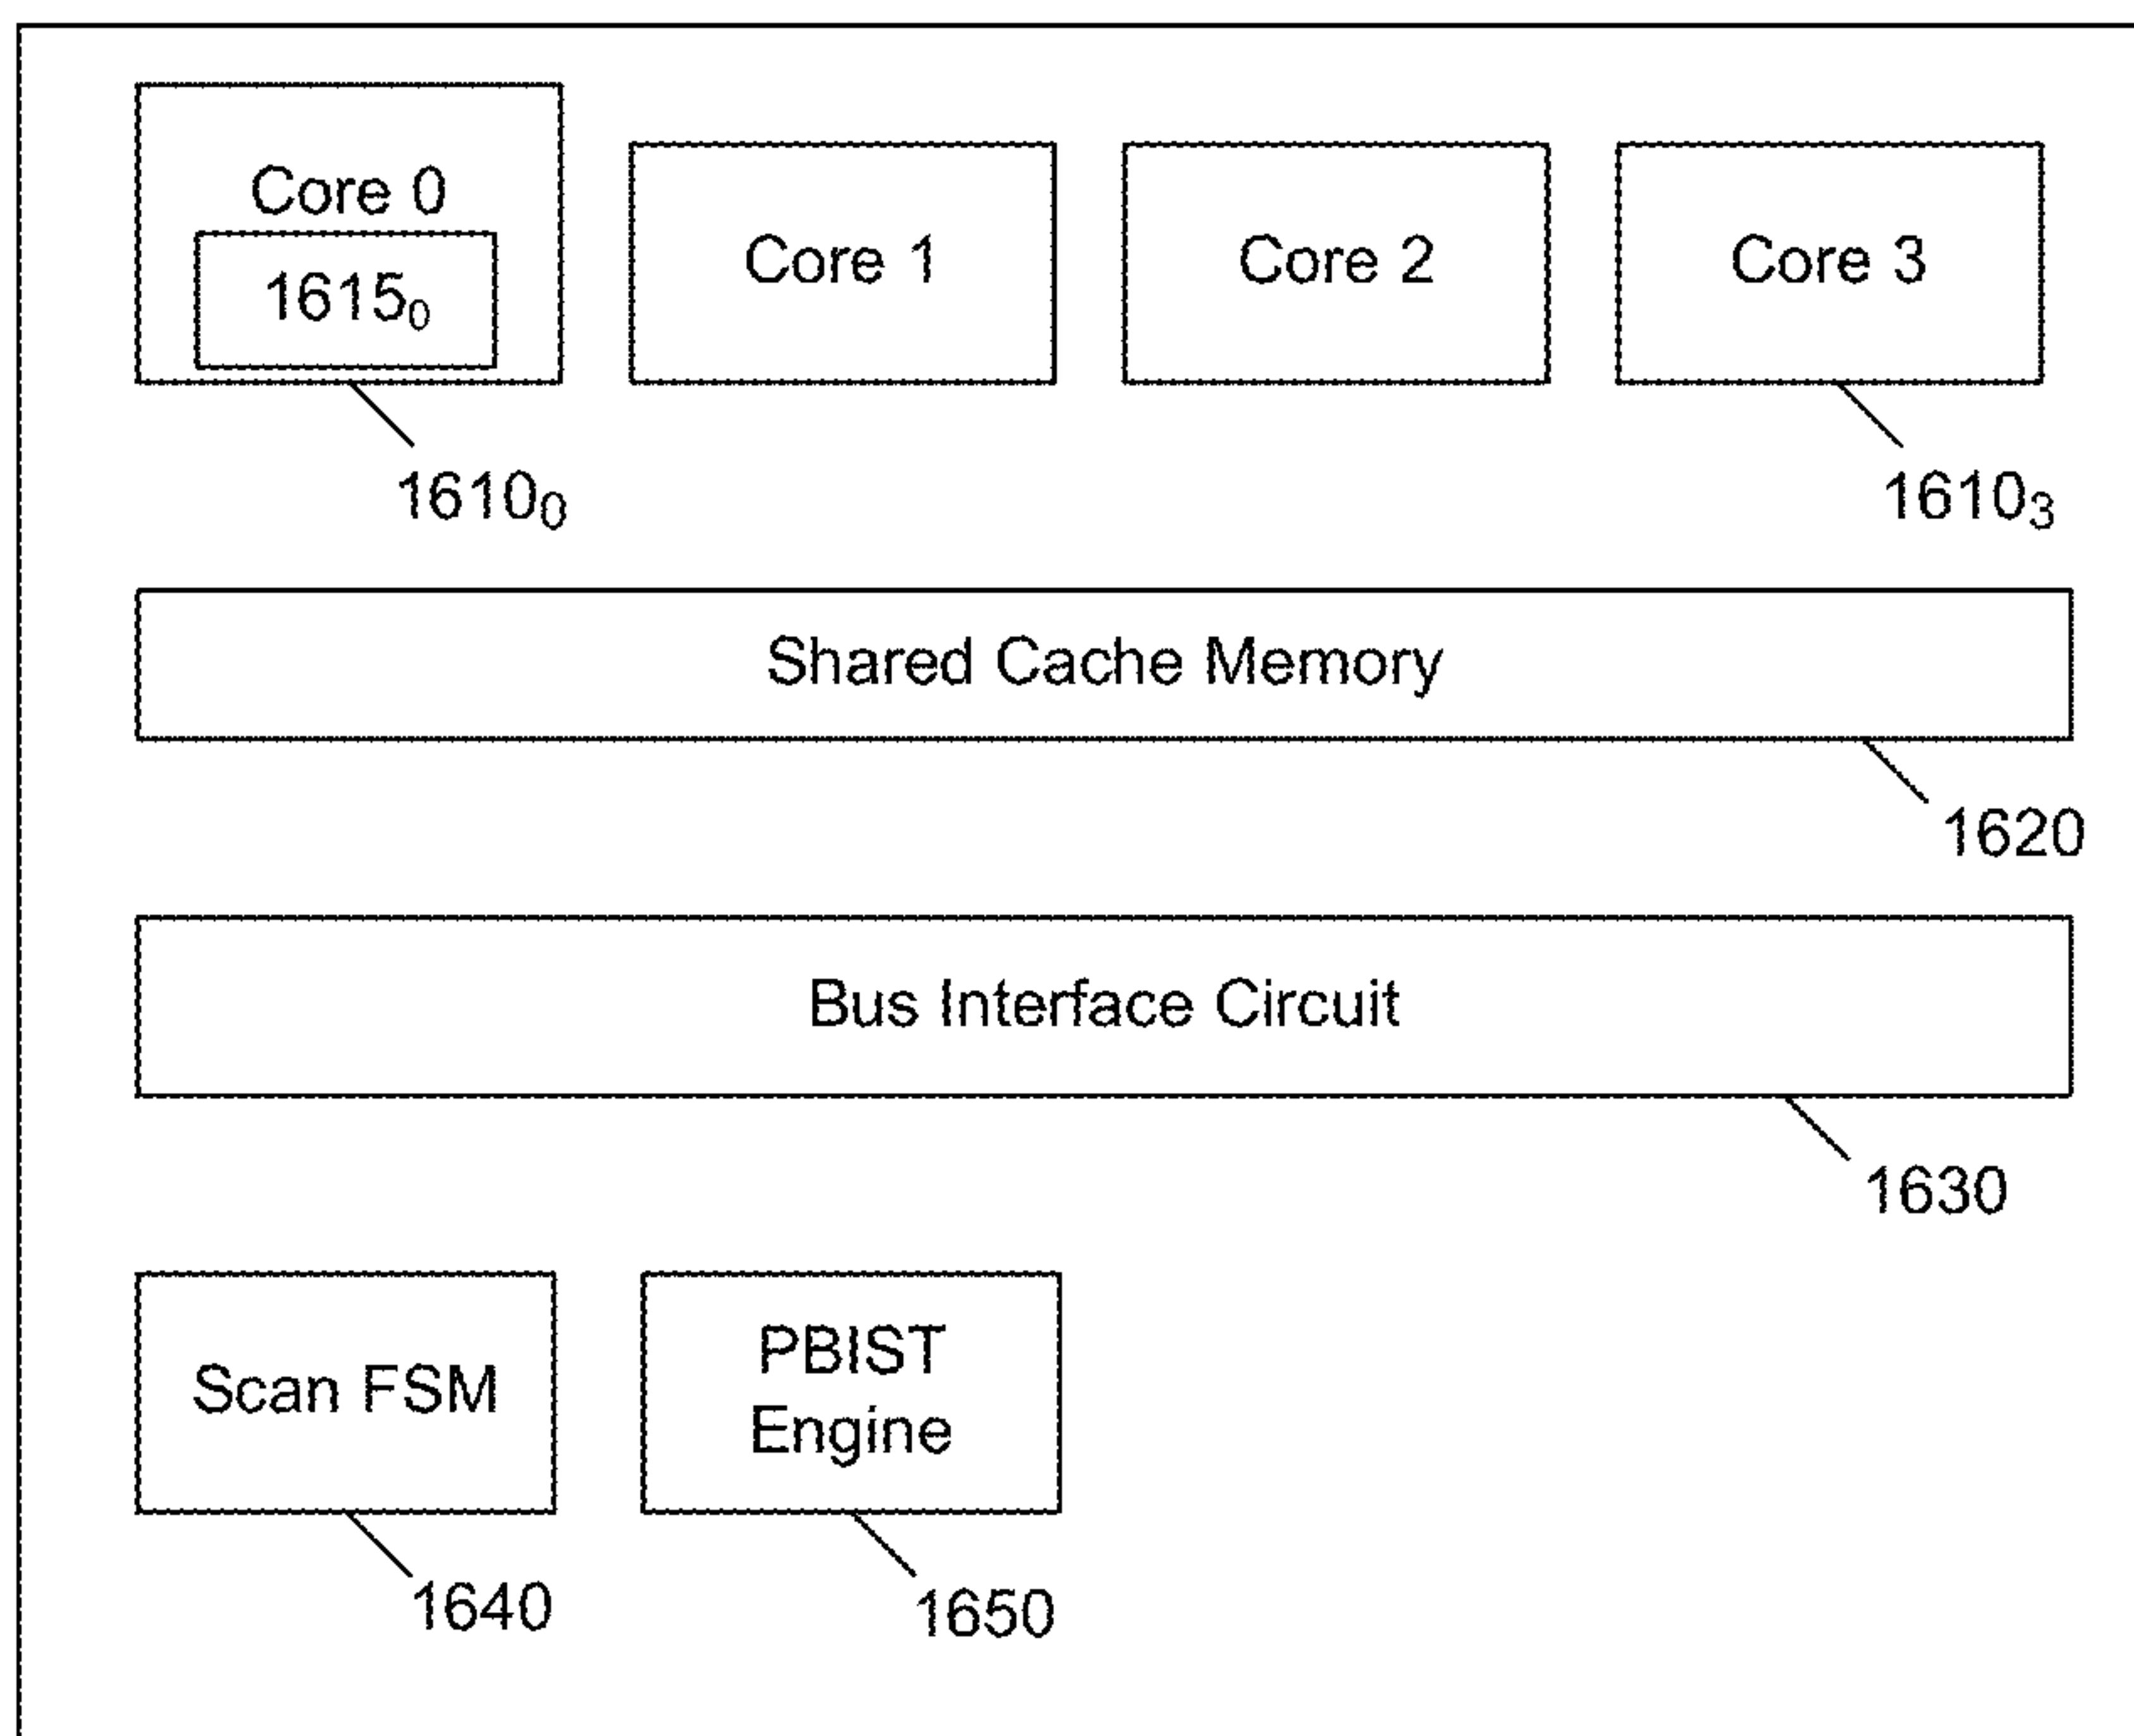 Core 0
1615₀
Core 1
Core 2
Core 3
1610₀
1610₃
Shared Cache Memory
1620
Bus Interface Circuit
1630
Scan FSM
PBIST
Engine
1640
1650